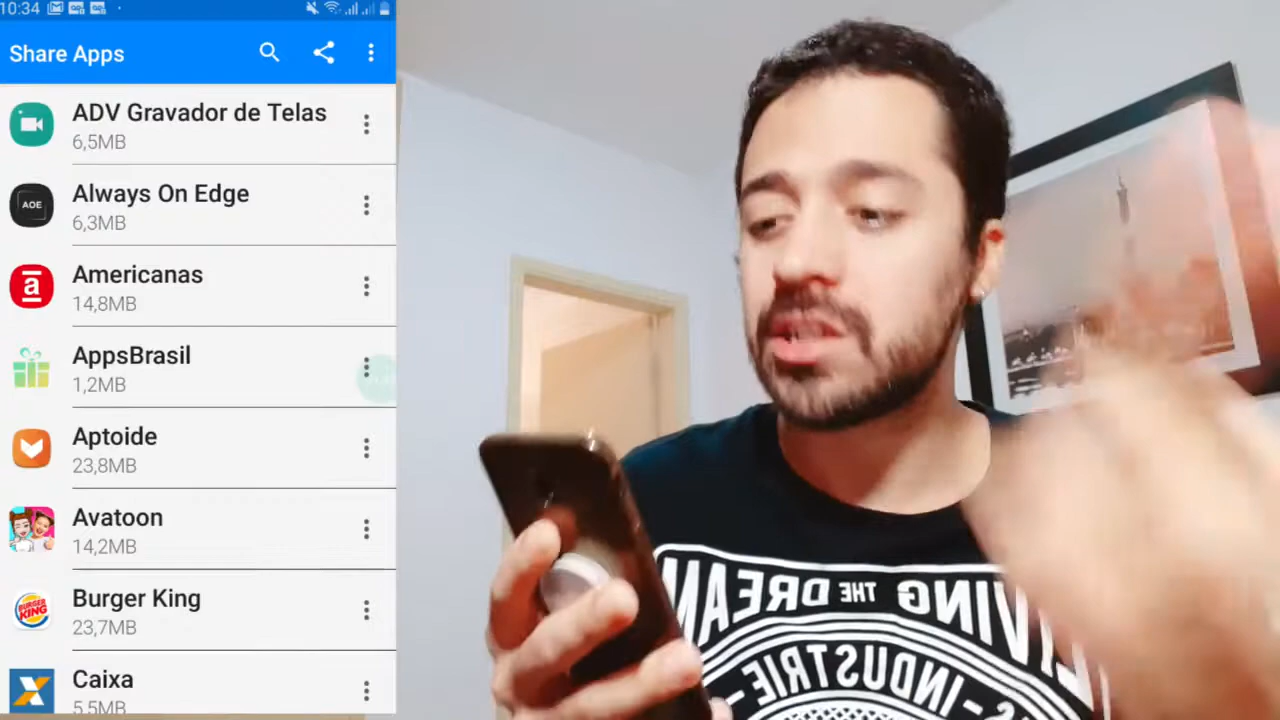 10:34
Share Apps
ADV Gravador de Telas
6,5MB
AOE
Always On Edge
6,3MB
a
Americanas
14,8MB
AppsBrasil
1,2MB
Aptoide
23,8MB
Avatoon
14,2MB
BURGER KING
Burger King
23,7MB
Caixa
5,5MB
LIVING THE DREAM
INDUSTRIE